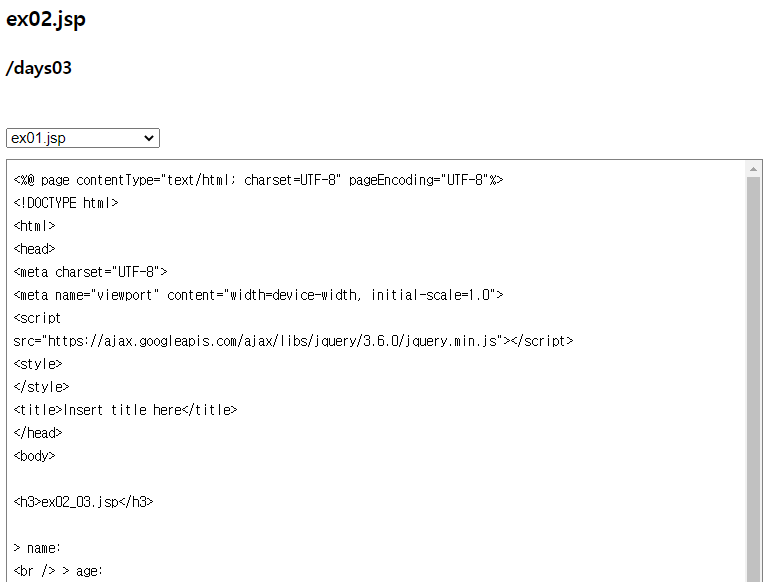 ex02.jsp
/days03
ex01.jsp
<%@ page contentType="text/html; charset=UTF-8" pageEncoding="UTF-8"%>
<!DOCTYPE html>
<html>
<head>
<meta charset="UTF-8">
<meta name="viewport" content="width=device-width, initial-scale=1.0">
<script
src="https://ajax.googleapis.com/ajax/libs/jquery/3.6.0/jquery.min.js"></script>
<style>
</style>
<title>Insert title here</title>
</head>
<body>
<h3>ex02_03.jsp</h3>
> name:
<br /> > age: